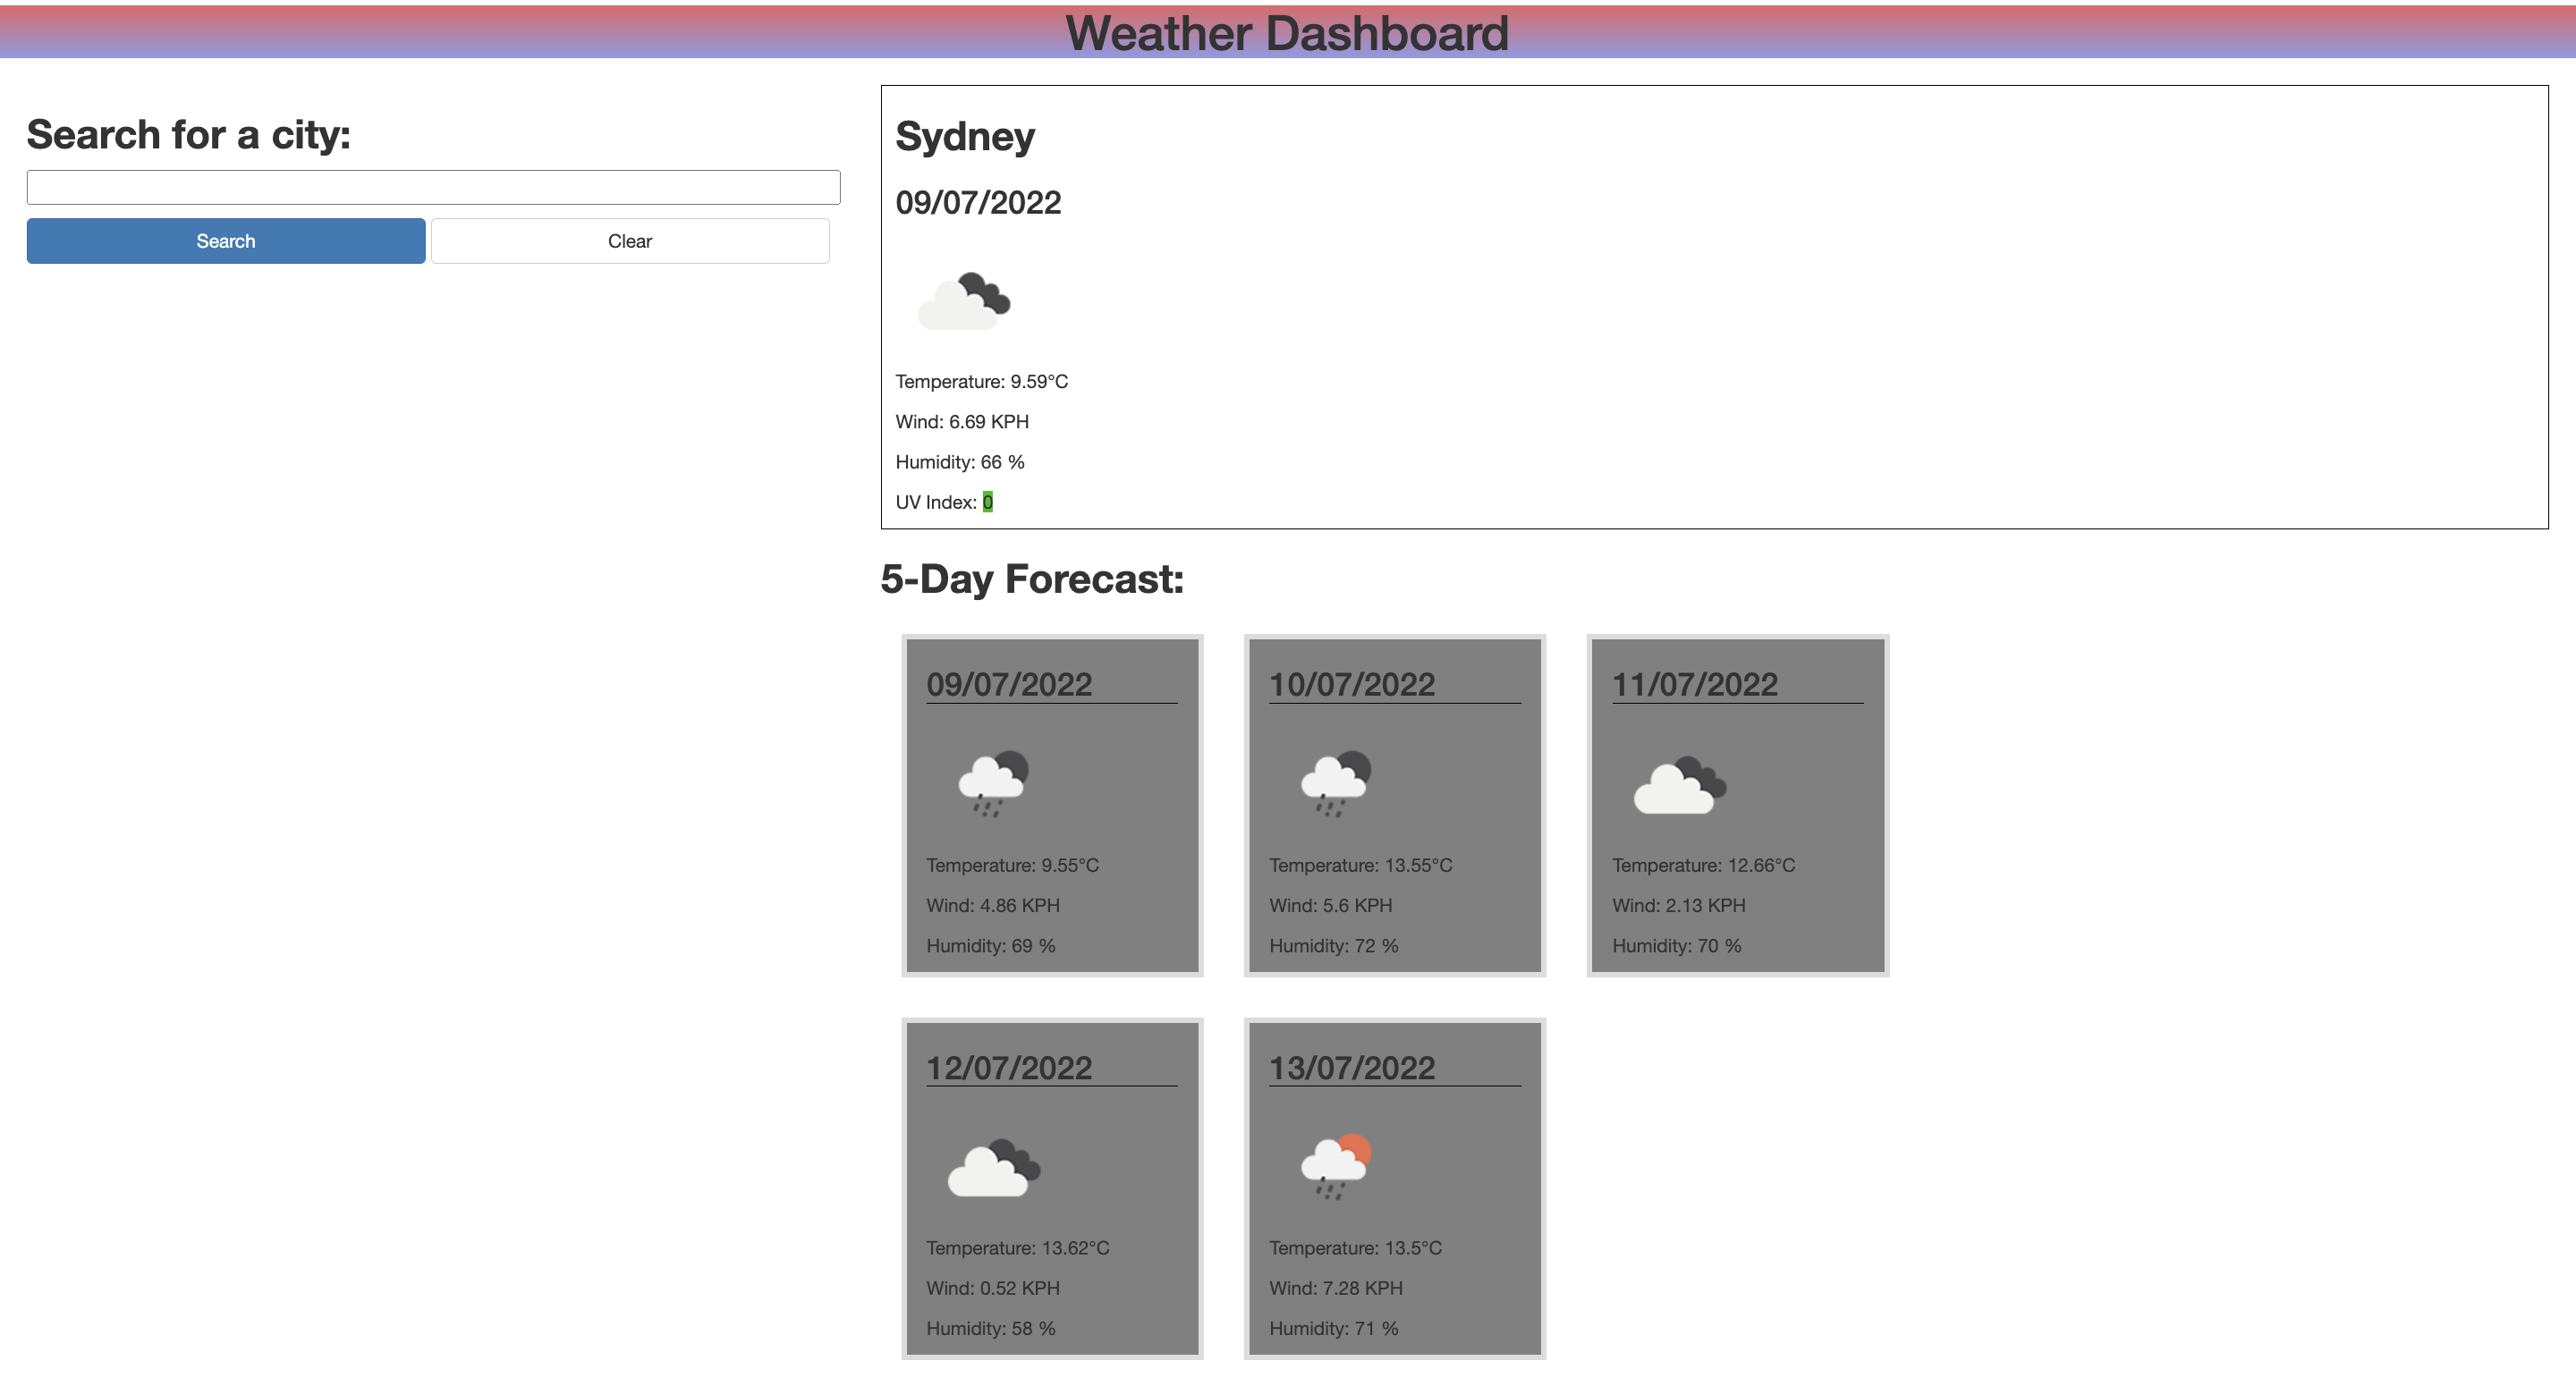 Weather Dashboard
Search for a city:
Search
Clear
Sydney
09/07/2022
Temperature: 9.59°C
Wind: 6.69 KPH
Humidity: 66 %
UV Index: 0
5-Day Forecast:
09/07/2022
Temperature: 9.55°C
Wind: 4.86 KPH
Humidity: 69 %
10/07/2022
Temperature: 13.55°C
Wind: 5.6 KPH
Humidity: 72 %
11/07/2022
Temperature: 12.66°C
Wind: 2.13 KPH
Humidity: 70 %
12/07/2022
Temperature: 13.62°C
Wind: 0.52 KPH
Humidity: 58 %
13/07/2022
Temperature: 13.5°C
Wind: 7.28 KPH
Humidity: 71 %